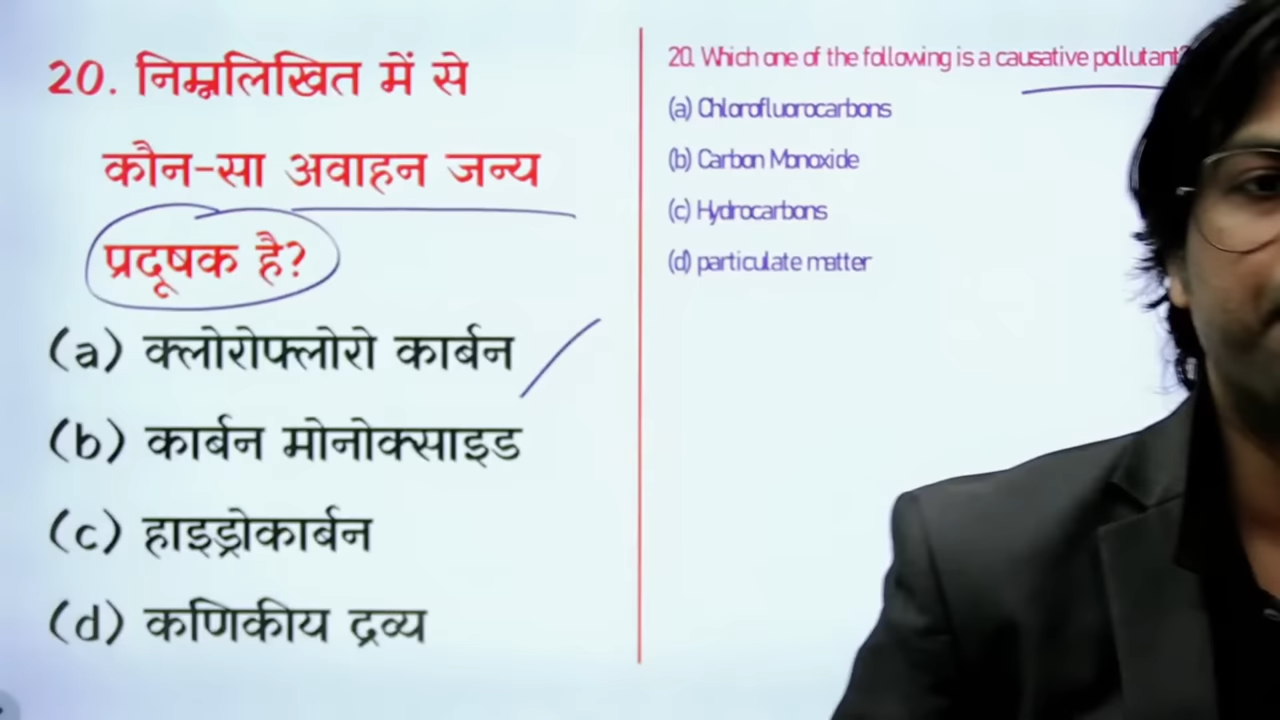 20. निम्नलिखित में से
कौन-सा अवाहन जन्य
प्रदूषक है?
(a) क्लोरोफ्लोरो कार्बन
(b) कार्बन मोनोक्साइड
(c) हाइड्रोकार्बन
(d) कणिकीय द्रव्य
20. Which one of the following is a causative pollutant?
(a) Chlorofluorocarbons
(b) Carbon Monoxide
(c) Hydrocarbons
(d) particulate matter